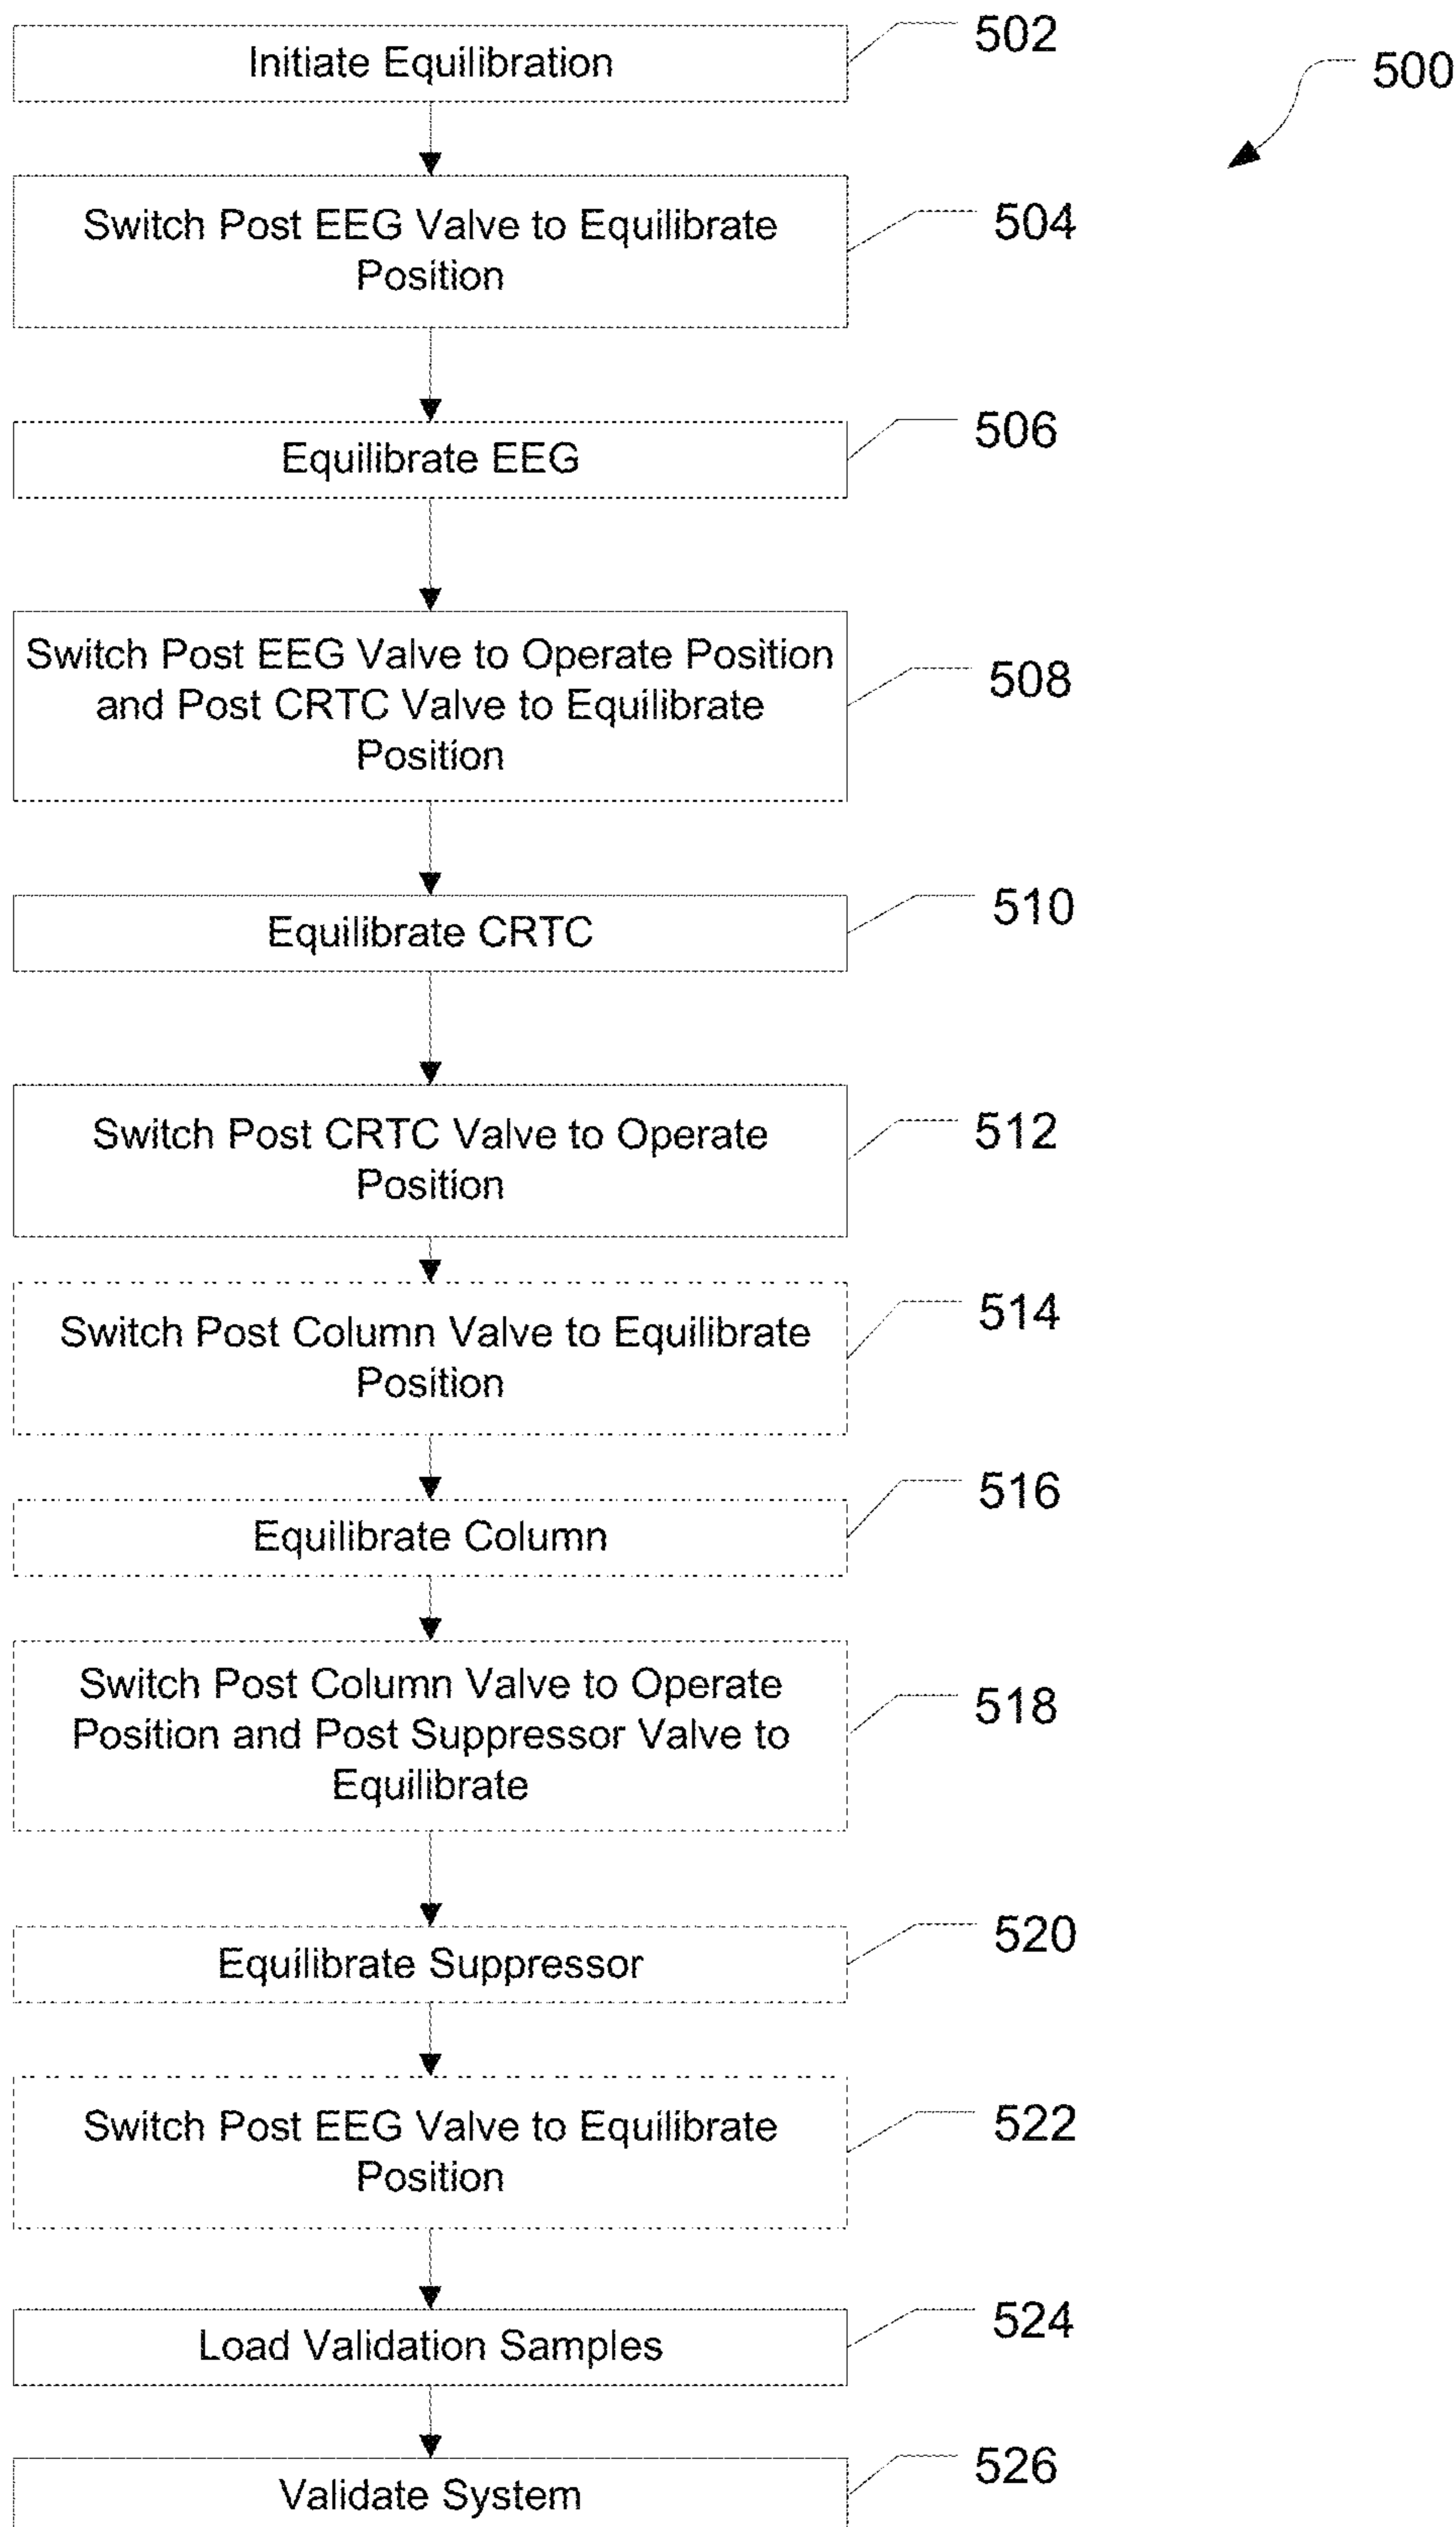 Initiate Equilibration
502
500
Switch Post EEG Valve to Equilibrate
Position
504
Equilibrate EEG
506
Switch Post EEG Valve to Operate Position
and Post CRTC Valve to Equilibrate
Position
508
Equilibrate CRTC
510
Switch Post CRTC Valve to Operate
Position
512
Switch Post Column Valve to Equilibrate
Position
514
Equilibrate Column
516
Switch Post Column Valve to Operate
Position and Post Suppressor Valve to
Equilibrate
518
Equilibrate Suppressor
520
Switch Post EEG Valve to Equilibrate
Position
522
Load Validation Samples
524
Validate System
526